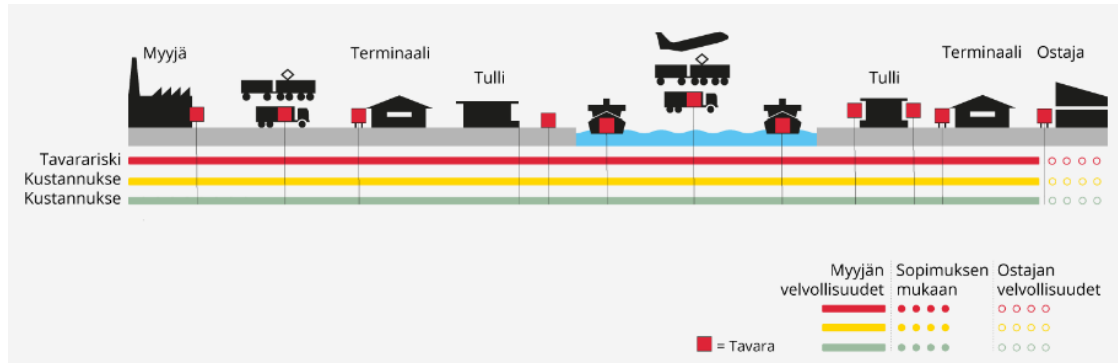 Myyjä
Terminaali
Tulli
Tulli
Terminaali
Ostaja
Tavarariski
Kustannukse
Kustannukse
Myyjän velvollisuudet
Sopimuksen mukaan
Ostajan velvollisuudet
= Tavara